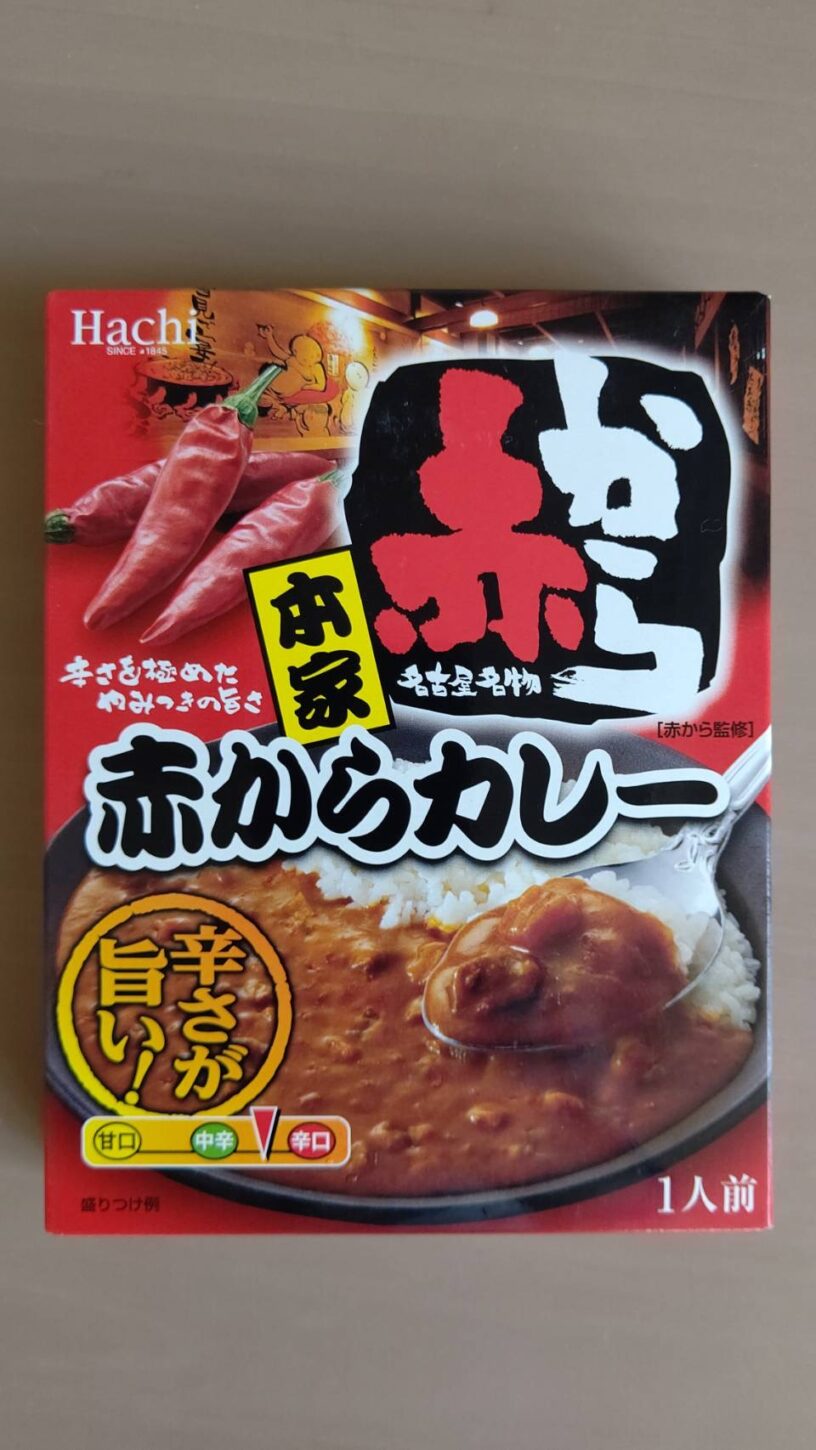 Hachi
SINCE 1845
赤から
名古屋名物
本家
辛さを極めた
やみつきの旨さ
[赤から監修]
赤からカレー
辛さが
旨い!
甘口 中辛 辛口
盛りつけ例
1人前